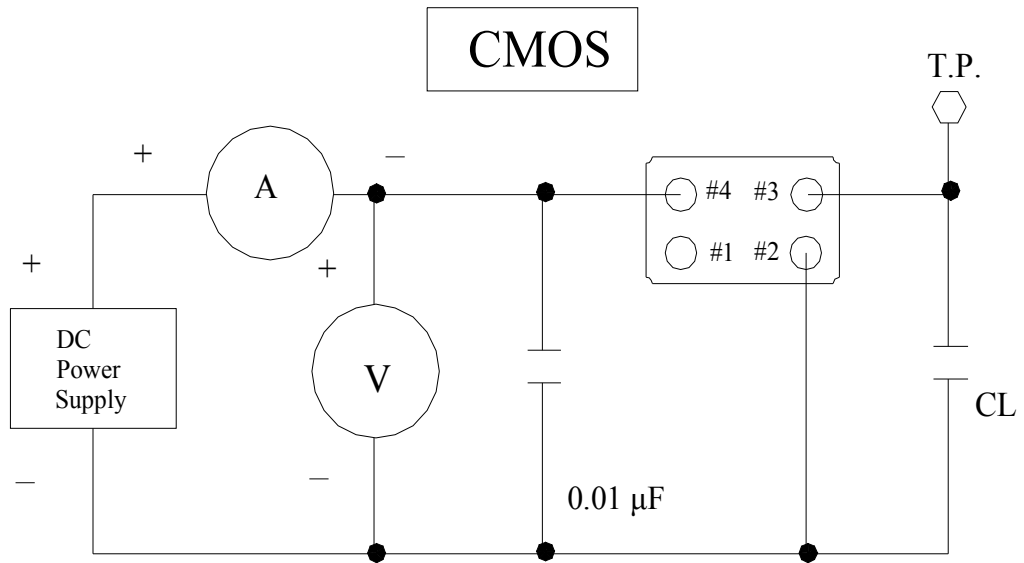 CMOS
T.P.
+
−
A
#4 #3
+
+
#1 #2
DC
Power
Supply
V
CL
−
−
0.01 µF